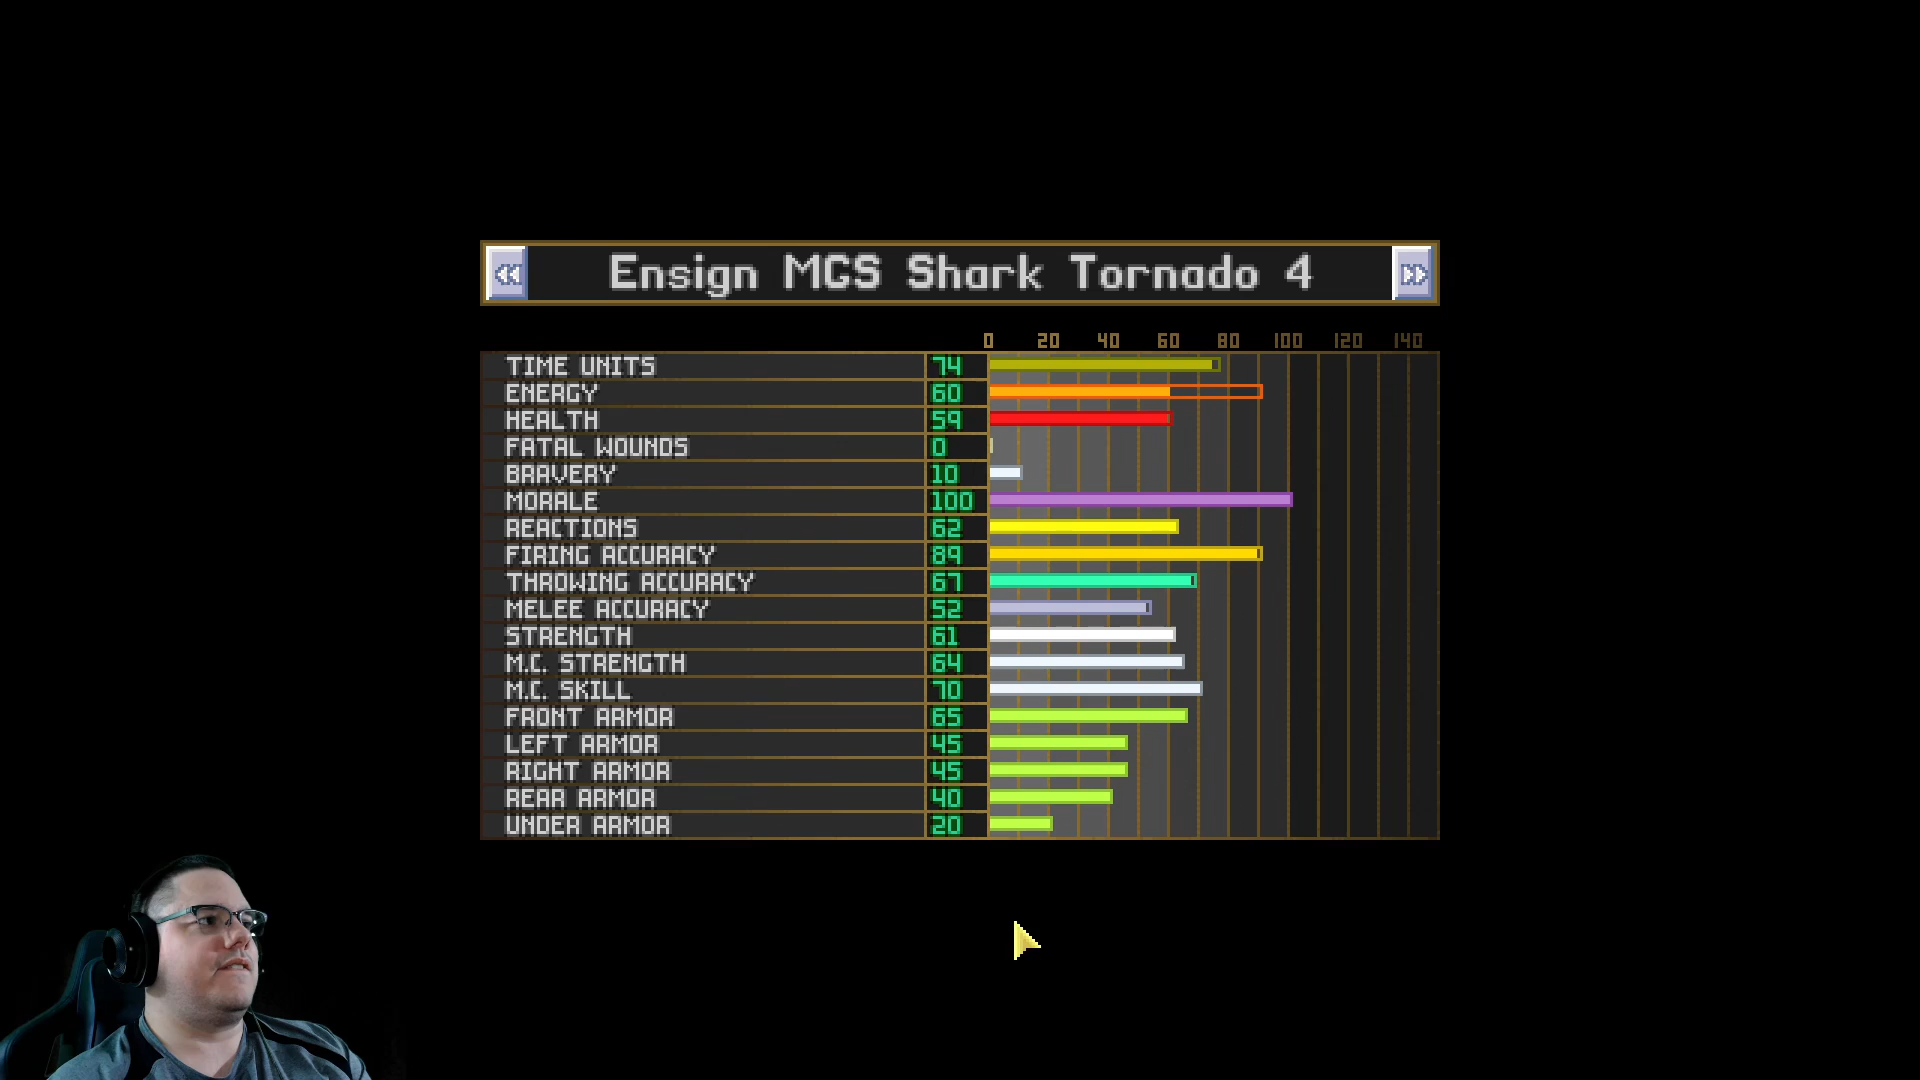 Ensign MGS Shark Tornado 4
0 20 40 60 80 100 120 140
TIME UNITS 74
ENERGY 60
HEALTH 59
FATAL WOUNDS 0
BRAVERY 10
MORALE 100
REACTIONS 62
FIRING ACCURACY 89
THROWING ACCURACY 67
MELEE ACCURACY 52
STRENGTH 61
M.C. STRENGTH 64
M.C. SKILL 70
FRONT ARMOR 65
LEFT ARMOR 45
RIGHT ARMOR 45
REAR ARMOR 40
UNDER ARMOR 20